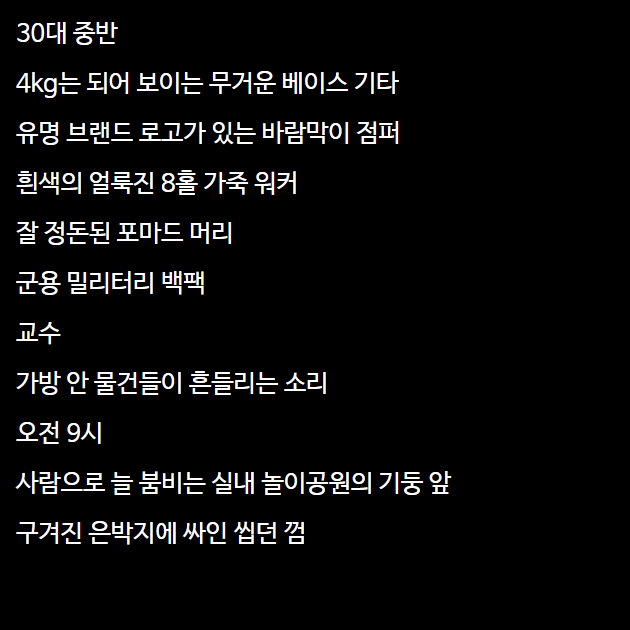 30대 중반
4kg는 되어 보이는 무거운 베이스 기타
유명 브랜드 로고가 있는 바람막이 점퍼
흰색의 얼룩진 8홀 가죽 워커
잘 정돈된 포마드 머리
군용 밀리터리 백팩
교수
가방 안 물건들이 흔들리는 소리
오전 9시
사람으로 늘 붐비는 실내 놀이공원의 기둥 앞
구겨진 은박지에 싸인 씹던 껌